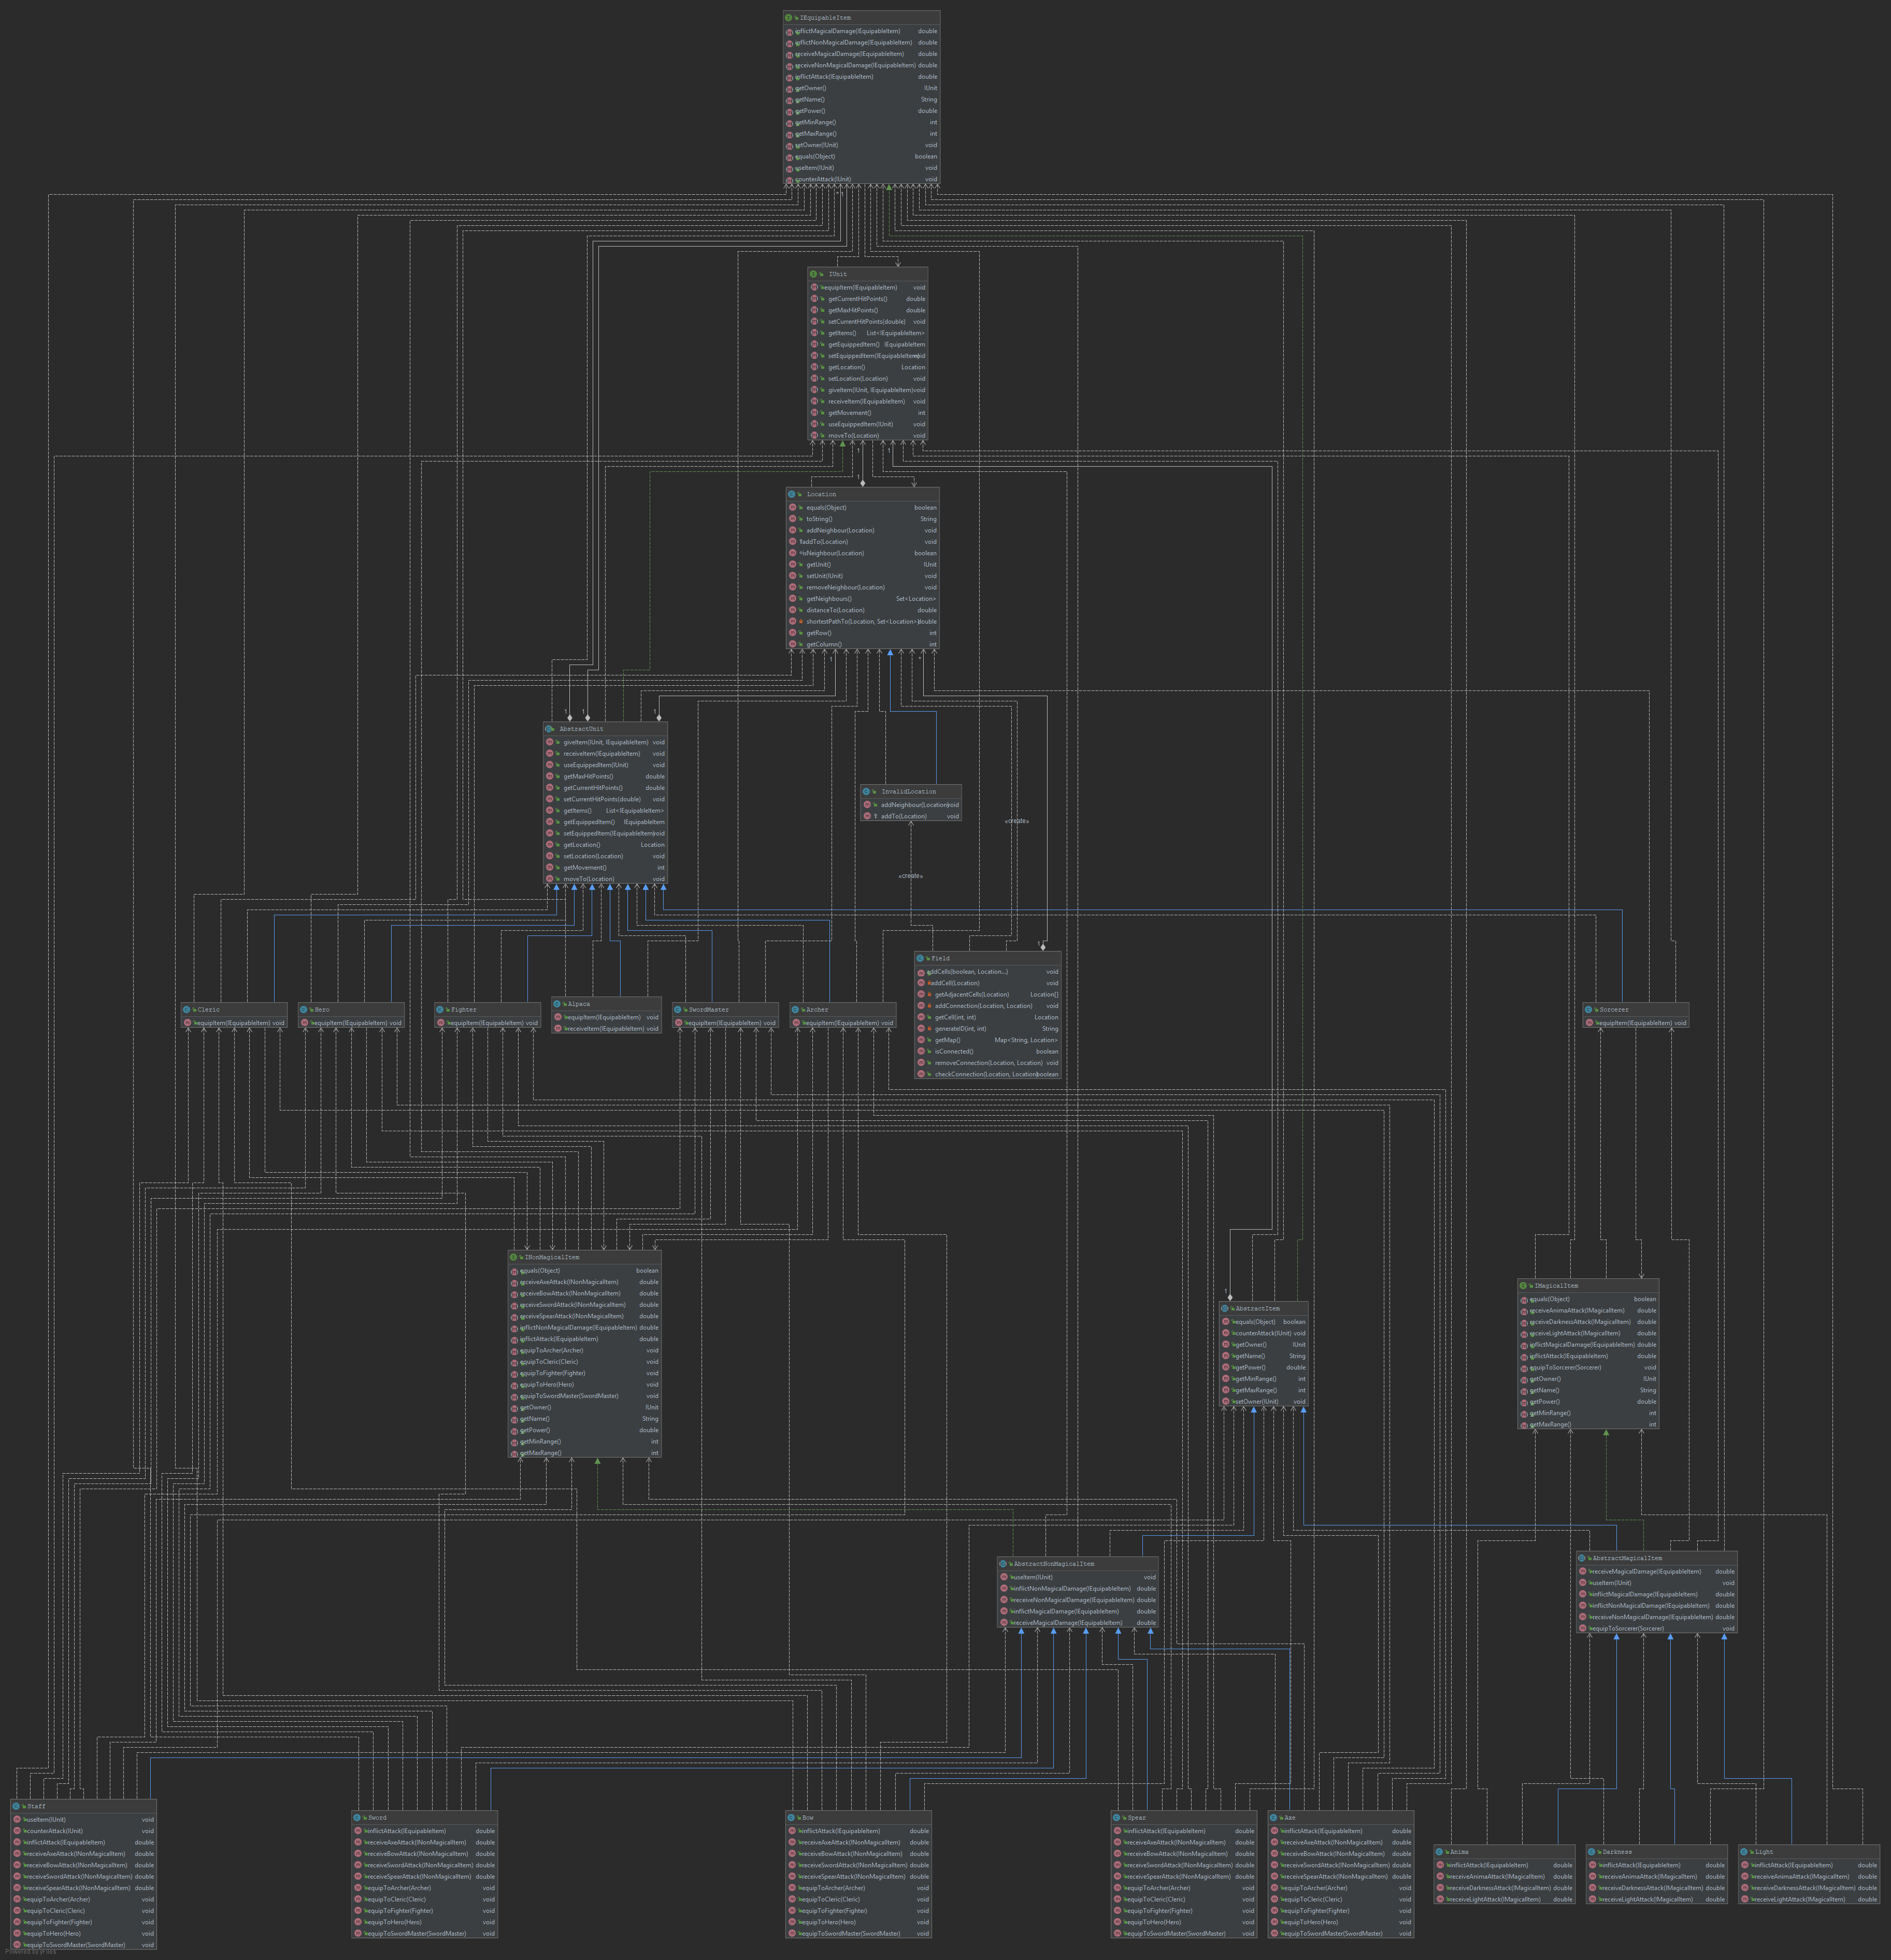 IEquipableItem
inflictMagicalDamage(IEquipableItem) double
inflictNonMagicalDamage(IEquipableItem) double
receiveMagicalDamage(IEquipableItem) double
receiveNonMagicalDamage(IEquipableItem) double
inflictAttack(IEquipableItem) double
getOwner() IUnit
getName() String
getPower() double
getMinRange() int
getMaxRange() int
setOwner(IUnit) void
equals(Object) boolean
useItem(IUnit) void
counterAttack(IUnit) void
* 1
IUnit
equipItem(IEquipableItem) void
getCurrentHitPoints() double
getMaxHitPoints() double
setCurrentHitPoints(double) void
getItems() List<IEquipableItem>
getEquippedItem() IEquipableItem
setEquippedItem(IEquipableItem) void
getLocation() Location
setLocation(Location) void
giveItem(IUnit, IEquipableItem) void
receiveItem(IEquipableItem) void
getMovement() int
useEquippedItem(IUnit) void
moveTo(Location) void
1 1
1
Location
equals(Object) boolean
toString() String
addNeighbour(Location) void
addTo(Location) void
isNeighbour(Location) boolean
getUnit() IUnit
setUnit(IUnit) void
removeNeighbour(Location) void
getNeighbours() Set<Location>
distanceTo(Location) double
shortestPathTo(Location, Set<Location>) double
getRow() int
getColumn() int
1 *
1 1 1
AbstractUnit
giveItem(IUnit, IEquipableItem) void
receiveItem(IEquipableItem) void
useEquippedItem(IUnit) void
getMaxHitPoints() double
getCurrentHitPoints() double
setCurrentHitPoints(double) void
getItems() List<IEquipableItem>
getEquippedItem() IEquipableItem
setEquippedItem(IEquipableItem) void
getLocation() Location
setLocation(Location) void
getMovement() int
moveTo(Location) void
InvalidLocation
addNeighbour(Location) void
addTo(Location) void
«create»
«create»
1
Field
addCells(boolean, Location...) void
addCell(Location) void
getAdjacentCells(Location) Location[]
addConnection(Location, Location) void
getCell(int, int) Location
generateID(int, int) String
getMap() Map<String, Location>
isConnected() boolean
removeConnection(Location, Location) void
checkConnection(Location, Location) boolean
Cleric
equipItem(IEquipableItem) void
Hero
equipItem(IEquipableItem) void
Fighter
equipItem(IEquipableItem) void
Alpaca
equipItem(IEquipableItem) void
receiveItem(IEquipableItem) void
SwordMaster
equipItem(IEquipableItem) void
Archer
equipItem(IEquipableItem) void
Sorcerer
equipItem(IEquipableItem) void
INonMagicalItem
equals(Object) boolean
receiveAxeAttack(INonMagicalItem) double
receiveBowAttack(INonMagicalItem) double
receiveSwordAttack(INonMagicalItem) double
receiveSpearAttack(INonMagicalItem) double
inflictNonMagicalDamage(IEquipableItem) double
inflictAttack(IEquipableItem) double
equipToArcher(Archer) void
equipToCleric(Cleric) void
equipToFighter(Fighter) void
equipToHero(Hero) void
equipToSwordMaster(SwordMaster) void
getOwner() IUnit
getName() String
getPower() double
getMinRange() int
getMaxRange() int
1
AbstractItem
equals(Object) boolean
counterAttack(IUnit) void
getOwner() IUnit
getName() String
getPower() double
getMinRange() int
getMaxRange() int
setOwner(IUnit) void
IMagicalItem
equals(Object) boolean
receiveAnimaAttack(IMagicalItem) double
receiveDarknessAttack(IMagicalItem) double
receiveLightAttack(IMagicalItem) double
inflictMagicalDamage(IEquipableItem) double
inflictAttack(IEquipableItem) double
equipToSorcerer(Sorcerer) void
getOwner() IUnit
getName() String
getPower() double
getMinRange() int
getMaxRange() int
AbstractNonMagicalItem
useItem(IUnit) void
inflictNonMagicalDamage(IEquipableItem) double
receiveNonMagicalDamage(IEquipableItem) double
inflictMagicalDamage(IEquipableItem) double
receiveMagicalDamage(IEquipableItem) double
AbstractMagicalItem
receiveMagicalDamage(IEquipableItem) double
useItem(IUnit) void
inflictMagicalDamage(IEquipableItem) double
inflictNonMagicalDamage(IEquipableItem) double
receiveNonMagicalDamage(IEquipableItem) double
equipToSorcerer(Sorcerer) void
Staff
useItem(IUnit) void
counterAttack(IUnit) void
inflictAttack(IEquipableItem) double
receiveAxeAttack(INonMagicalItem) double
receiveBowAttack(INonMagicalItem) double
receiveSwordAttack(INonMagicalItem) double
receiveSpearAttack(INonMagicalItem) double
equipToArcher(Archer) void
equipToCleric(Cleric) void
equipToFighter(Fighter) void
equipToHero(Hero) void
equipToSwordMaster(SwordMaster) void
Sword
inflictAttack(IEquipableItem) double
receiveAxeAttack(INonMagicalItem) double
receiveBowAttack(INonMagicalItem) double
receiveSwordAttack(INonMagicalItem) double
receiveSpearAttack(INonMagicalItem) double
equipToArcher(Archer) void
equipToCleric(Cleric) void
equipToFighter(Fighter) void
equipToHero(Hero) void
equipToSwordMaster(SwordMaster) void
Bow
inflictAttack(IEquipableItem) double
receiveAxeAttack(INonMagicalItem) double
receiveBowAttack(INonMagicalItem) double
receiveSwordAttack(INonMagicalItem) double
receiveSpearAttack(INonMagicalItem) double
equipToArcher(Archer) void
equipToCleric(Cleric) void
equipToFighter(Fighter) void
equipToHero(Hero) void
equipToSwordMaster(SwordMaster) void
Spear
inflictAttack(IEquipableItem) double
receiveAxeAttack(INonMagicalItem) double
receiveBowAttack(INonMagicalItem) double
receiveSwordAttack(INonMagicalItem) double
receiveSpearAttack(INonMagicalItem) double
equipToArcher(Archer) void
equipToCleric(Cleric) void
equipToFighter(Fighter) void
equipToHero(Hero) void
equipToSwordMaster(SwordMaster) void
Axe
inflictAttack(IEquipableItem) double
receiveAxeAttack(INonMagicalItem) double
receiveBowAttack(INonMagicalItem) double
receiveSwordAttack(INonMagicalItem) double
receiveSpearAttack(INonMagicalItem) double
equipToArcher(Archer) void
equipToCleric(Cleric) void
equipToFighter(Fighter) void
equipToHero(Hero) void
equipToSwordMaster(SwordMaster) void
Anima
inflictAttack(IEquipableItem) double
receiveAnimaAttack(IMagicalItem) double
receiveDarknessAttack(IMagicalItem) double
receiveLightAttack(IMagicalItem) double
Darkness
inflictAttack(IEquipableItem) double
receiveAnimaAttack(IMagicalItem) double
receiveDarknessAttack(IMagicalItem) double
receiveLightAttack(IMagicalItem) double
Light
inflictAttack(IEquipableItem) double
receiveAnimaAttack(IMagicalItem) double
receiveDarknessAttack(IMagicalItem) double
receiveLightAttack(IMagicalItem) double
Powered by yFiles